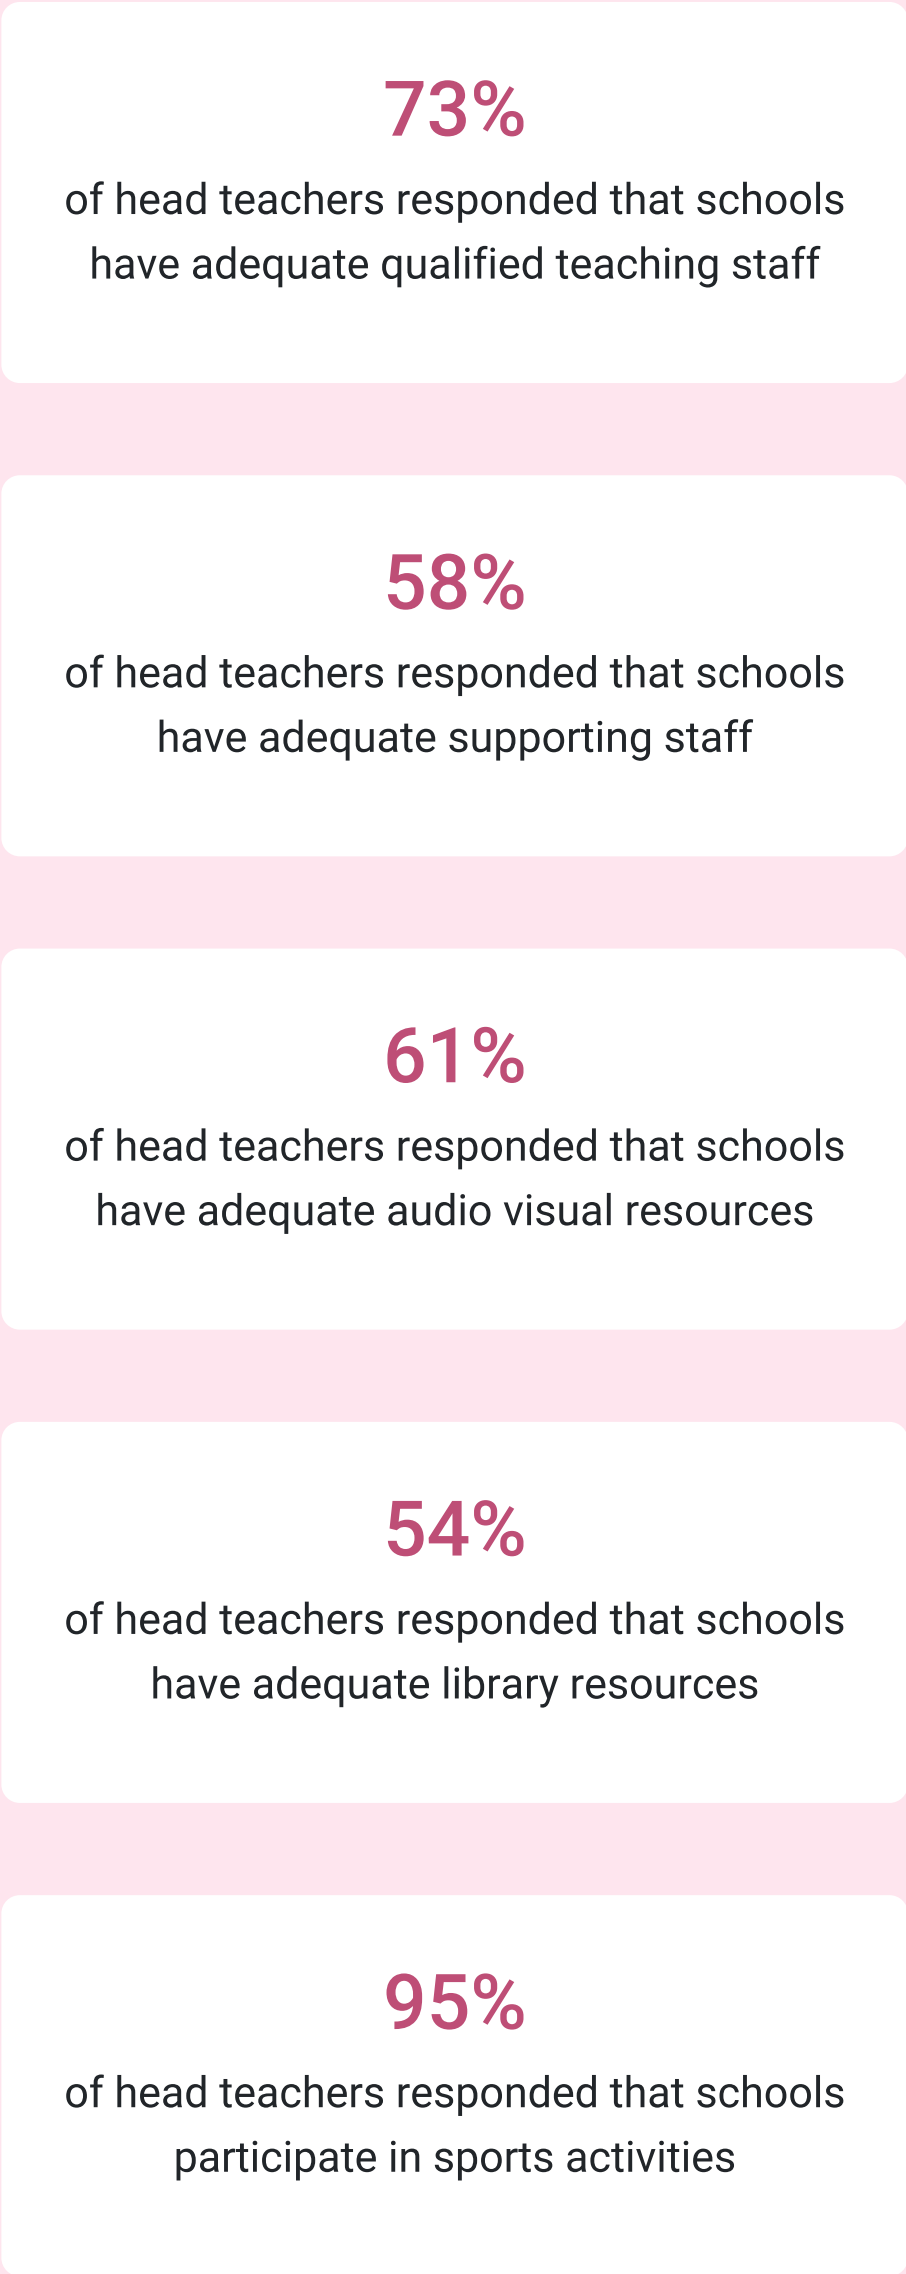 73%
of head teachers responded that schools
have adequate qualified teaching staff
58%
of head teachers responded that schools
have adequate supporting staff
61%
of head teachers responded that schools
have adequate audio visual resources
54%
of head teachers responded that schools
have adequate library resources
95%
of head teachers responded that schools
participate in sports activities